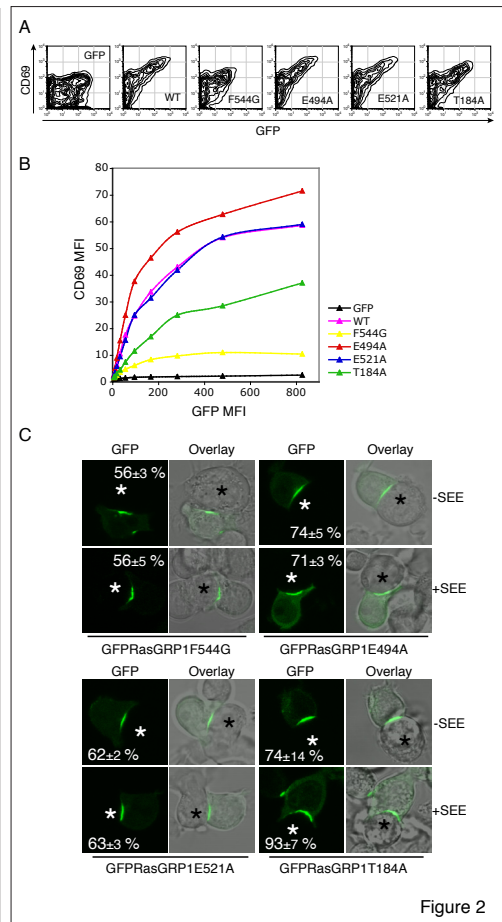 A
CD69
GFP
WT
F544G
E494A
E521A
T184A
GFP
B
CD69 MFI
80
70
60
50
40
30
20
10
0
0 200 400 600 800
GFP MFI
GFP
WT
F544G
E494A
E521A
T184A
C
GFP Overlay GFP Overlay
56±3 %
*
*
74±5 %
*
*
-SEE
56±5 %
*
*
71±3 %
*
*
+SEE
GFPRasGRP1F544G GFPRasGRP1E494A
GFP Overlay GFP Overlay
62±2 %
*
*
74±14 %
*
*
-SEE
63±3 %
*
*
93±7 %
*
*
+SEE
GFPRasGRP1E521A GFPRasGRP1T184A
Figure 2